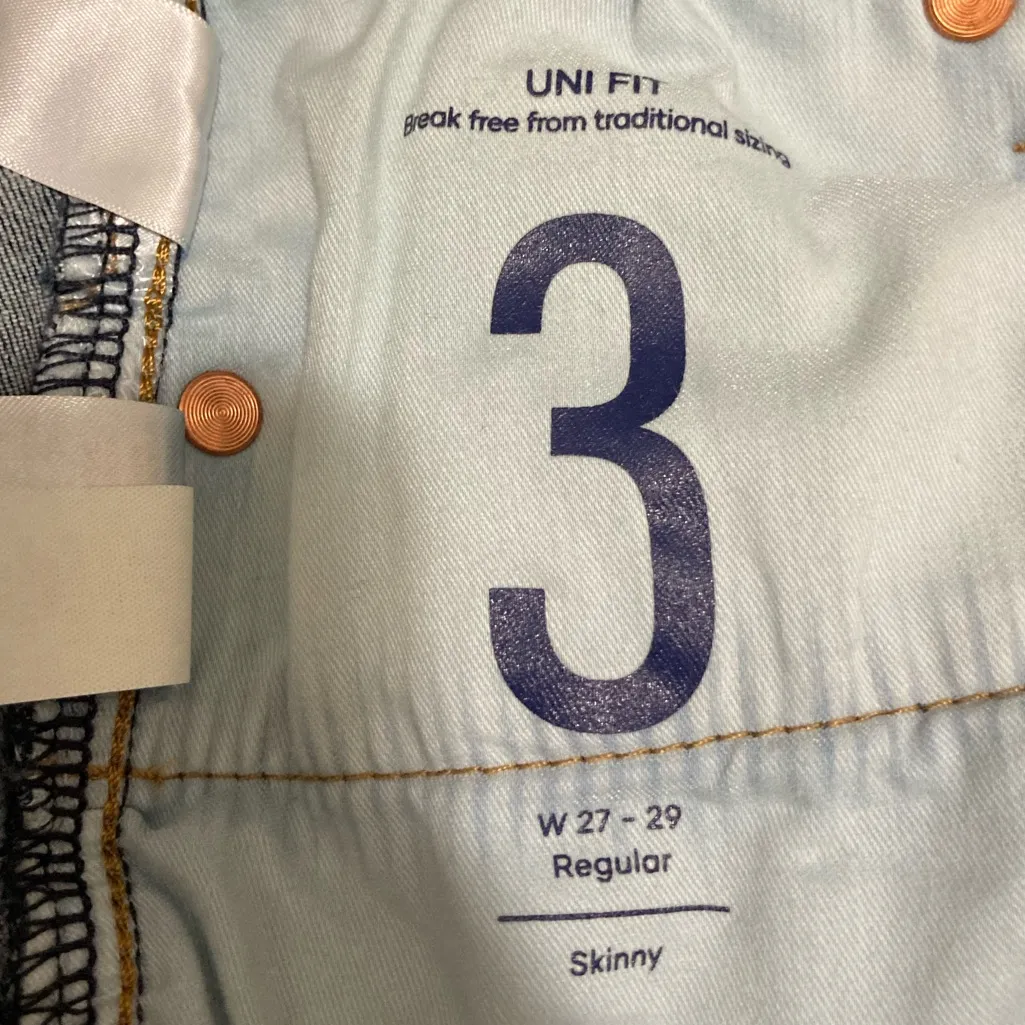 UNI FIT
Break free from traditional sizing
3
W 27 - 29
Regular
Skinny